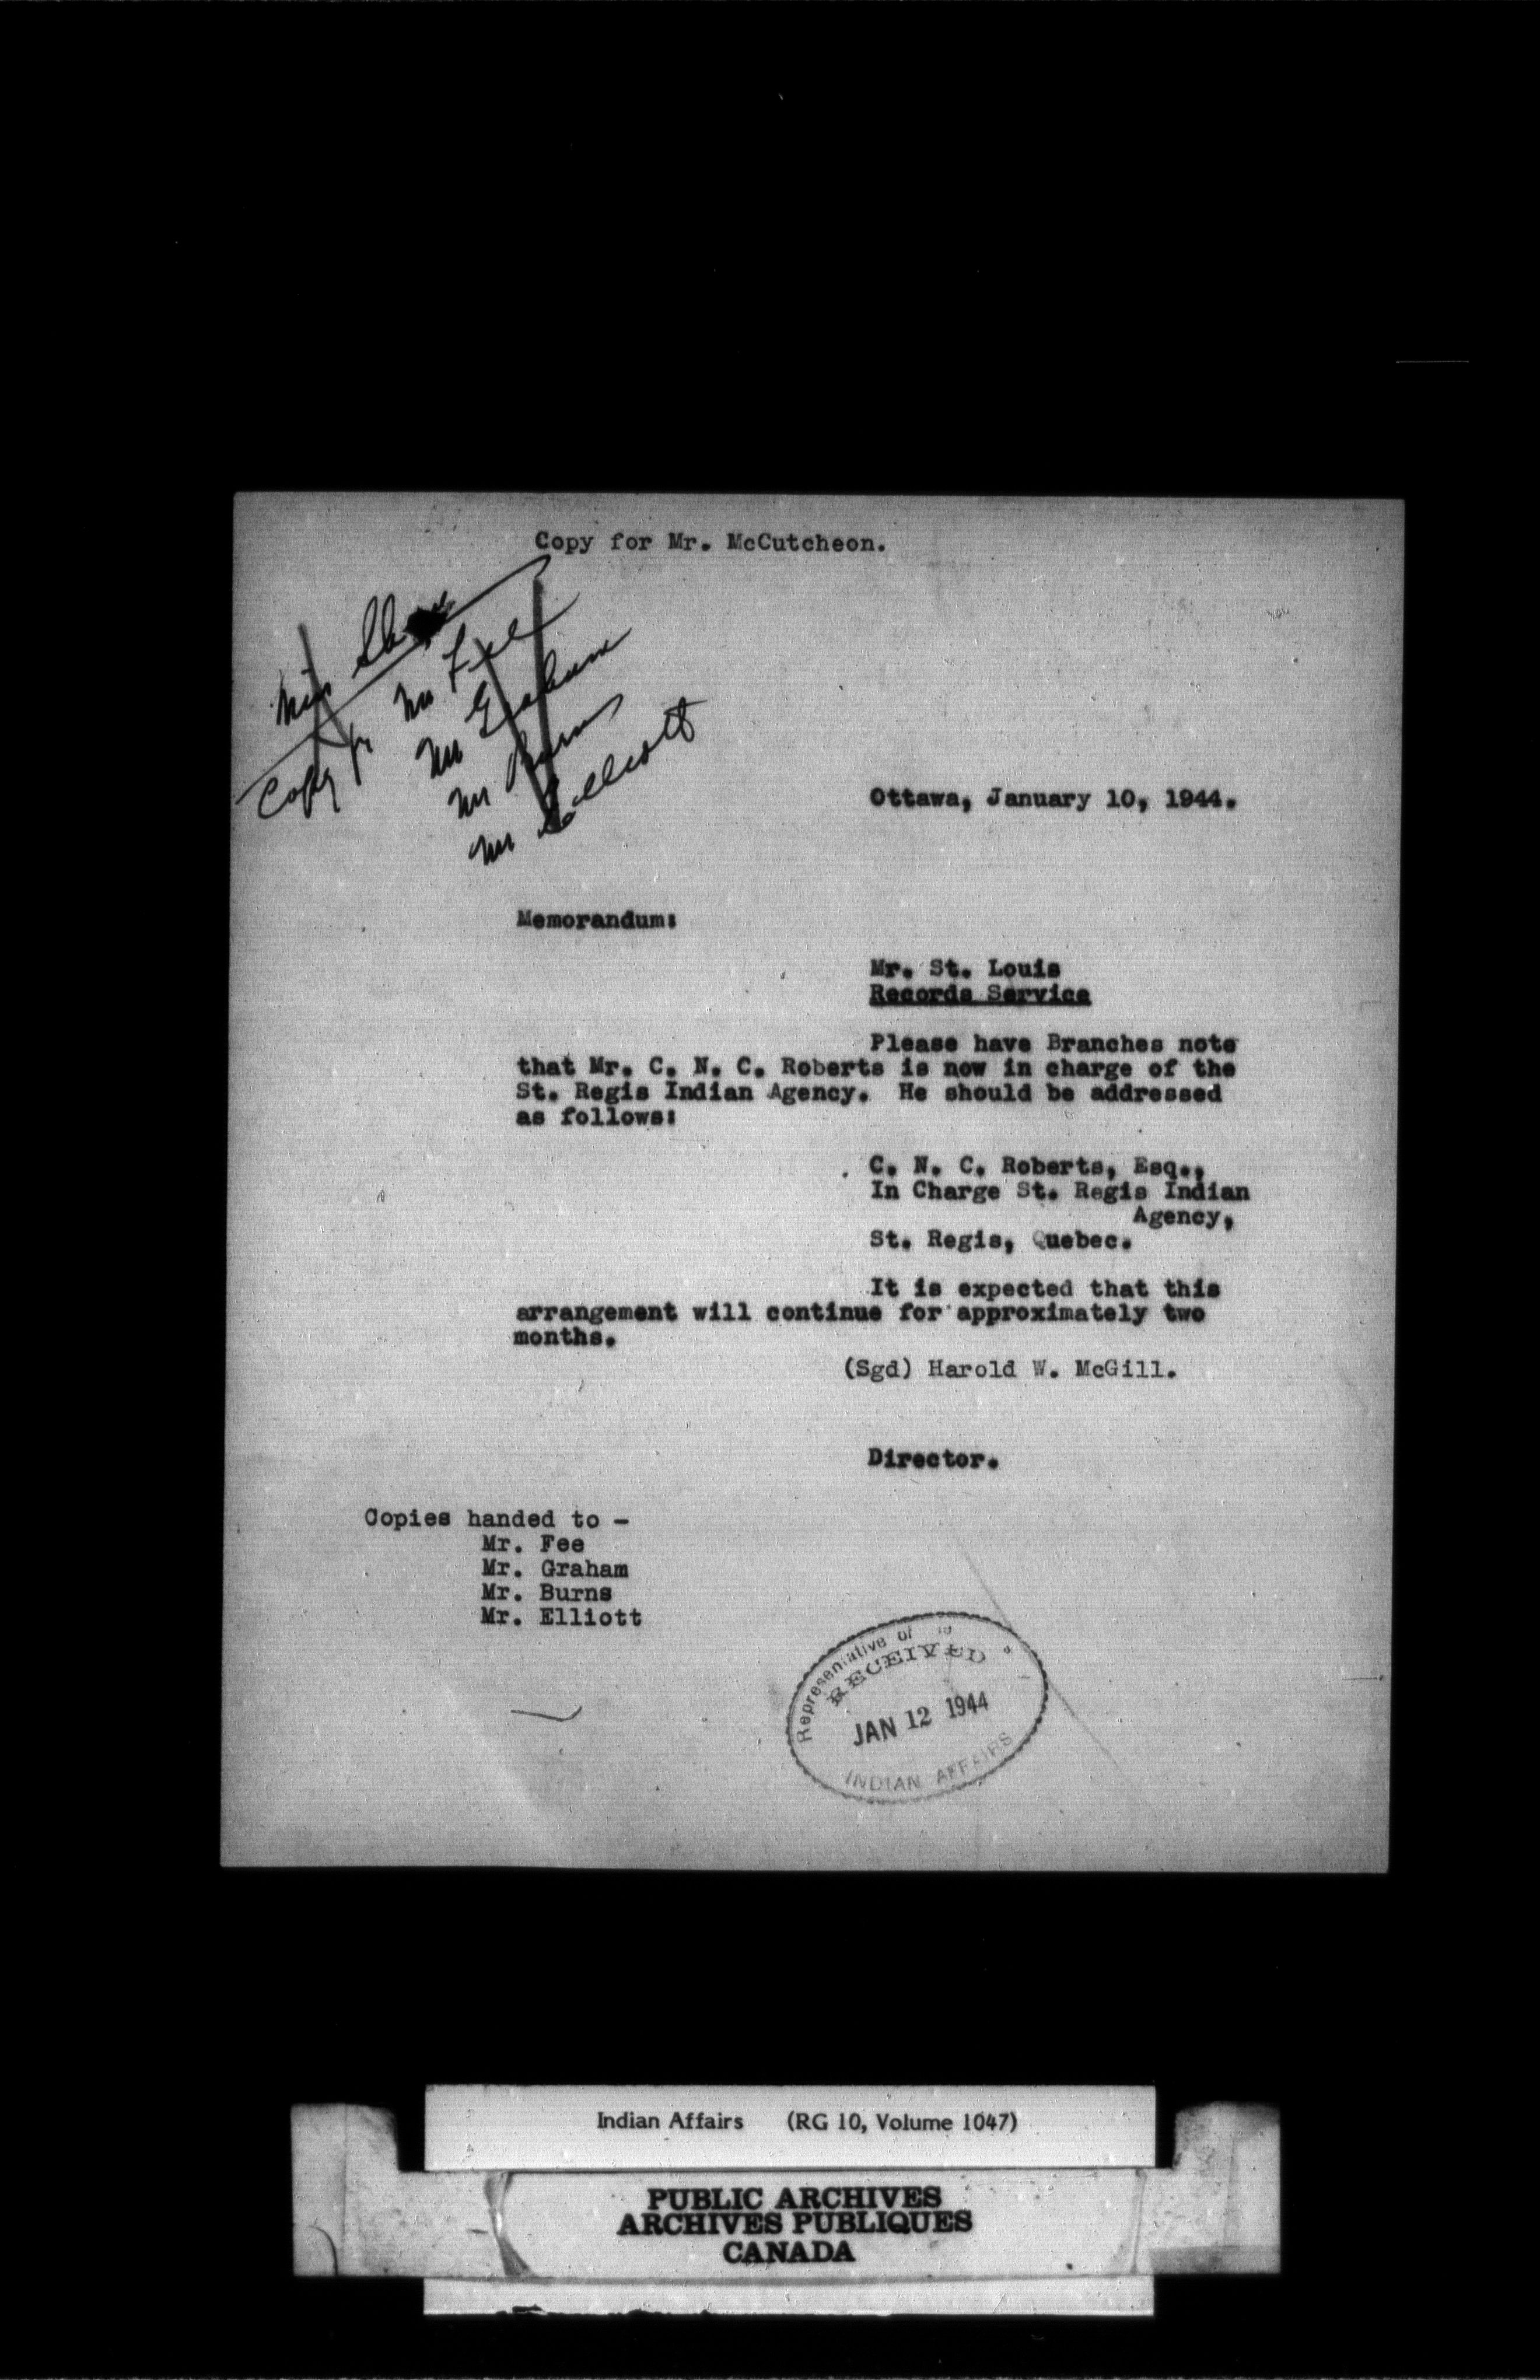 Copy for Mr. McCutcheon.
Miss
Copy for Mr Fee
Mr Graham
Mr Burns
Mr Elliott
Ottawa, January 10, 1944.
Memorandum:
Mr. St. Louis
Records Service
Please have Branches note
that Mr. C. N. C. Roberts is now in charge of the
St. Regis Indian Agency. He should be addressed
as follows:
C. N. C. Roberts, Esq.,
In Charge St. Regis Indian
Agency,
St. Regis, Quebec.
It is expected that this
arrangement will continue for approximately two
months.
(Sgd) Harold W. McGill.
Director.
Copies handed to -
Mr. Fee
Mr. Graham
Mr. Burns
Mr. Elliott
Representative of
RECEIVED
JAN 12 1944
INDIAN AFFAIRS
Indian Affairs (RG 10, Volume 1047)
PUBLIC ARCHIVES
ARCHIVES PUBLIQUES
CANADA